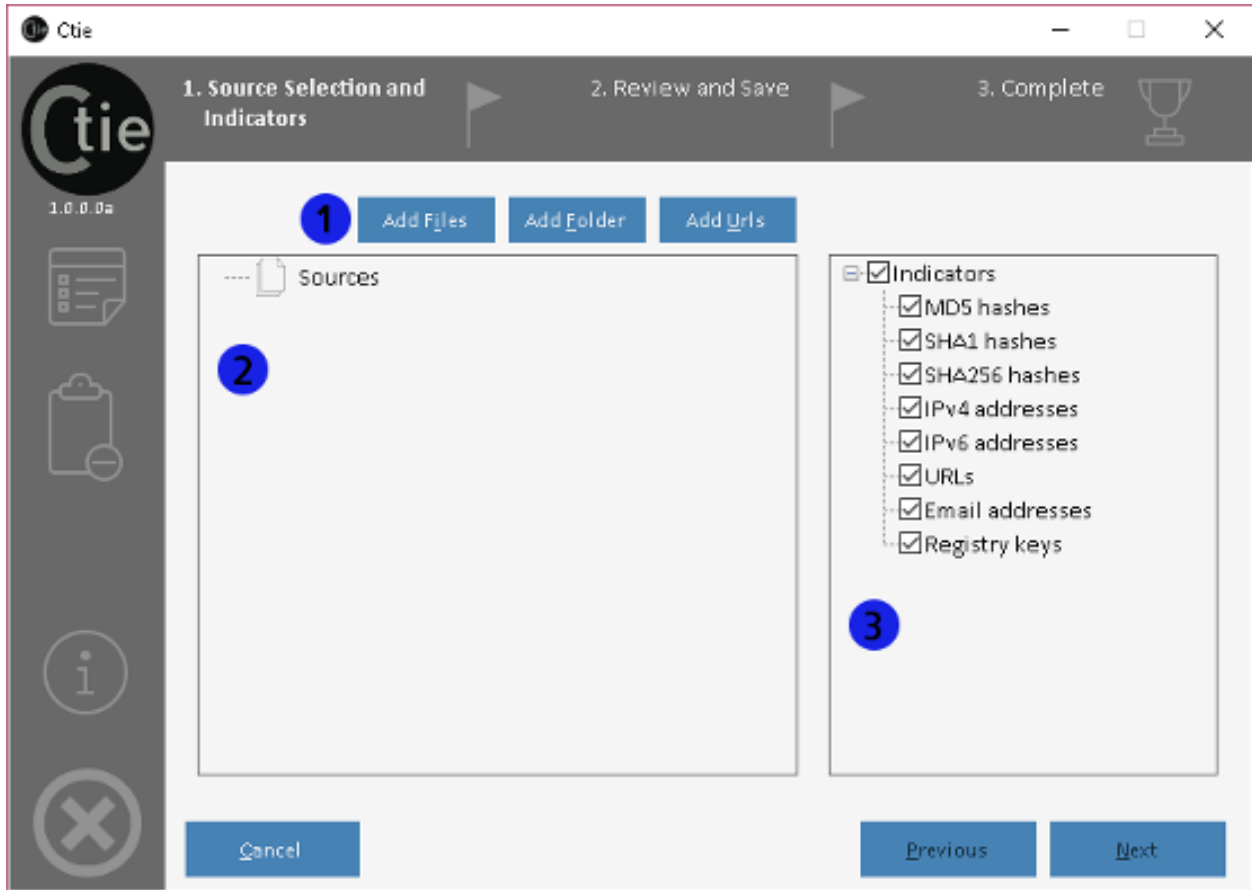 Ctie
1. Source Selection and
Indicators
2. Review and Save
3. Complete
Ctie
1.0.0.0a
1
Add Files
Add Folder
Add Urls
Sources
2
Indicators
MD5 hashes
SHA1 hashes
SHA256 hashes
IPv4 addresses
IPv6 addresses
URLs
Email addresses
Registry keys
3
Cancel
Previous
Next